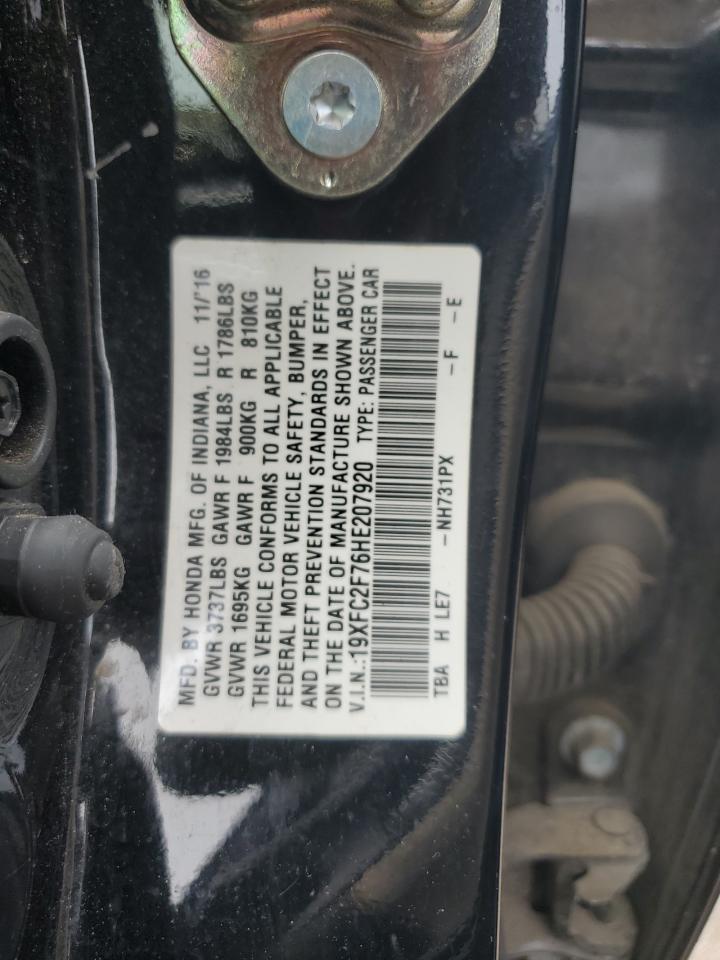 MFD. BY HONDA MFG. OF INDIANA, LLC 11/'16
GVWR 3737LBS GAWR F 1984LBS R 1786LBS
GVWR 1695KG GAWR F 900KG R 810KG
THIS VEHICLE CONFORMS TO ALL APPLICABLE
FEDERAL MOTOR VEHICLE SAFETY, BUMPER,
AND THEFT PREVENTION STANDARDS IN EFFECT
ON THE DATE OF MANUFACTURE SHOWN ABOVE.
V.I.N.:19XFC2F76HE207920 TYPE: PASSENGER CAR
TBA H LE7 -NH731PX -F -E